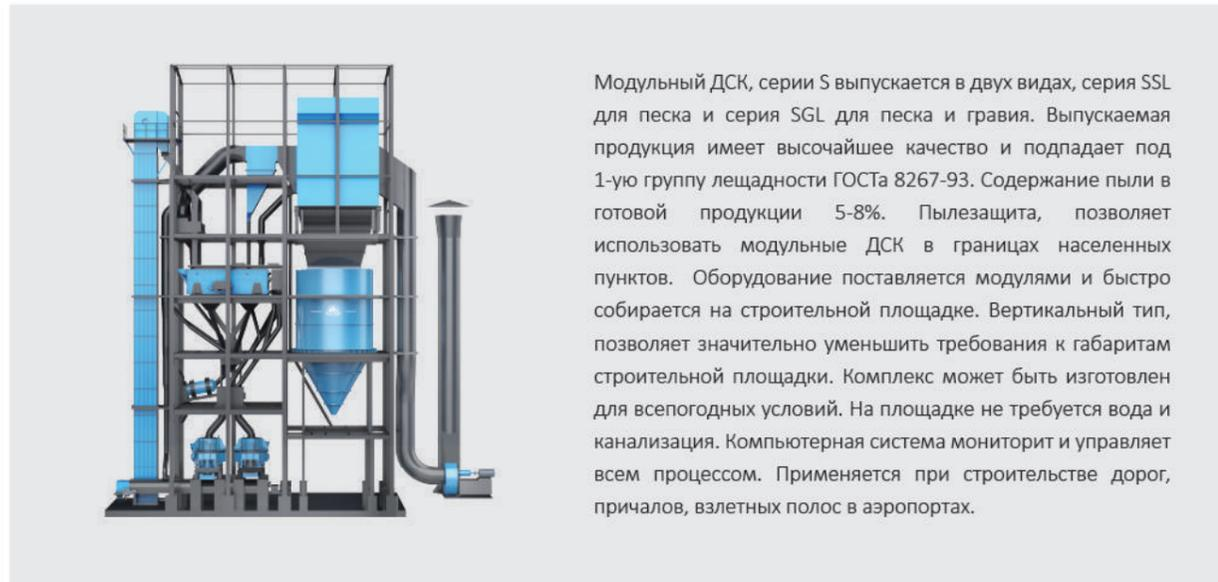 Модульный ДСК, серии S выпускается в двух видах, серия SSL
для песка и серия SGL для песка и гравия. Выпускаемая
продукция имеет высочайшее качество и подпадает под
1-ую группу лещадности ГОСТа 8267-93. Содержание пыли в
готовой продукции 5-8%. Пылезащита, позволяет
использовать модульные ДСК в границах населенных
пунктов. Оборудование поставляется модулями и быстро
собирается на строительной площадке. Вертикальный тип,
позволяет значительно уменьшить требования к габаритам
строительной площадки. Комплекс может быть изготовлен
для всепогодных условий. На площадке не требуется вода и
канализация. Компьютерная система мониторит и управляет
всем процессом. Применяется при строительстве дорог,
причалов, взлетных полос в аэропортах.